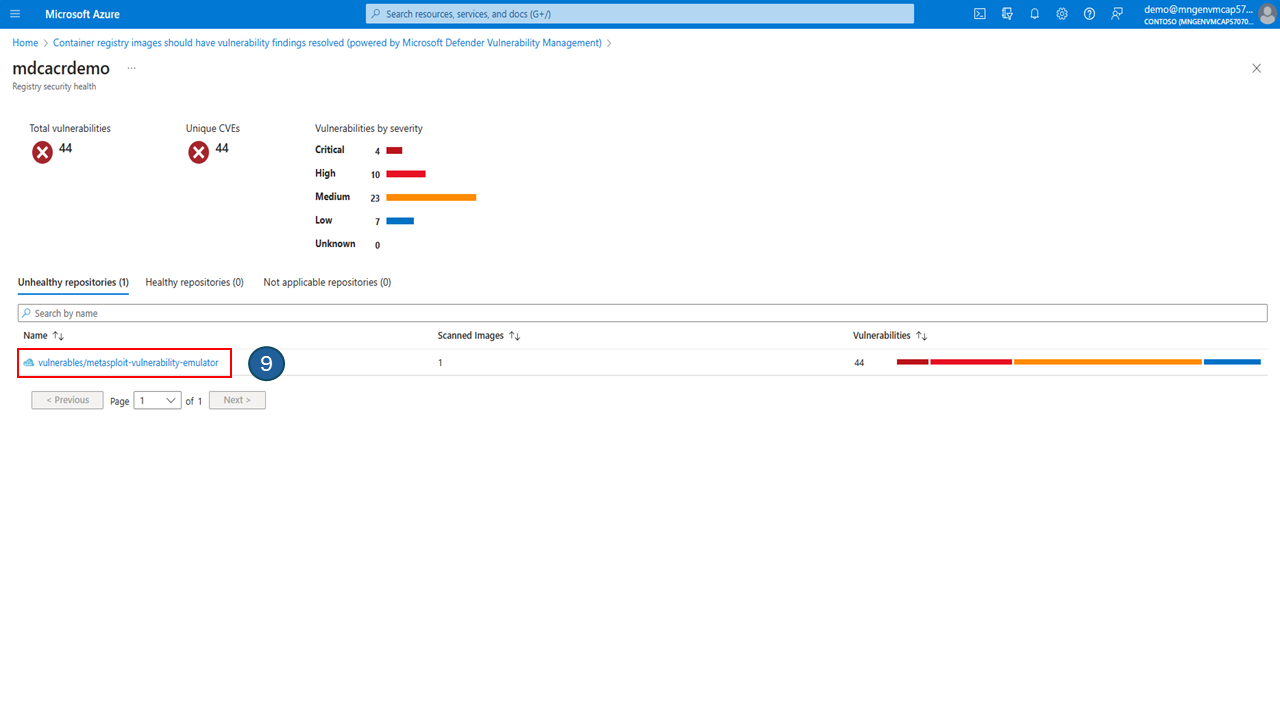 Microsoft Azure
Search resources, services, and docs (G+/)
demo@mngenvmcap57...
CONTOSO (MNGENVMCAP57070...
Home > Container registry images should have vulnerability findings resolved (powered by Microsoft Defender Vulnerability Management) >
mdcacrdemo ...
Registry security health
Total vulnerabilities
44
Unique CVEs
44
Vulnerabilities by severity
Critical 4
High 10
Medium 23
Low 7
Unknown 0
Unhealthy repositories (1) Healthy repositories (0) Not applicable repositories (0)
Search by name
Name ↑↓ Scanned Images ↑↓ Vulnerabilities ↑↓
vulnerables/metasploit-vulnerability-emulator 9 1 44
< Previous Page 1 of 1 Next >